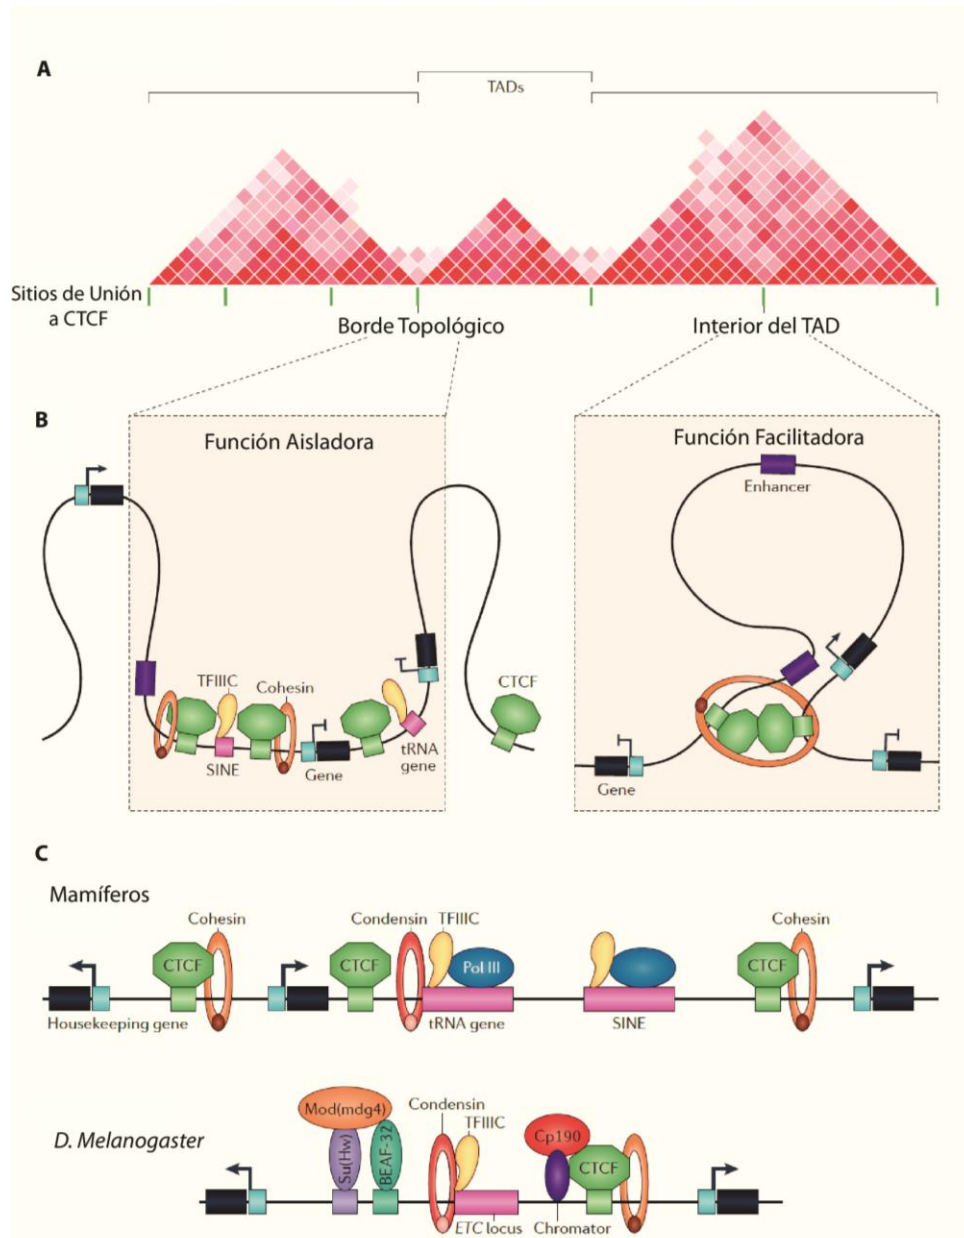 A
TADs
Sitios de Unión
a CTCF
Borde Topológico
Interior del TAD
B
Función Aisladora
TFIIIC
Cohesin
SINE
Gene
tRNA
gene
CTCF
Función Facilitadora
Enhancer
Gene
C
Mamíferos
Cohesin
Condensin
TFIIIC
Cohesin
CTCF
CTCF
Pol III
CTCF
Housekeeping gene
tRNA gene
SINE
D. Melanogaster
Mod(mdg4)
Condensin
TFIIIC
Su(Hw)
BEAF-32
Cp190
CTCF
ETC locus
Chromator